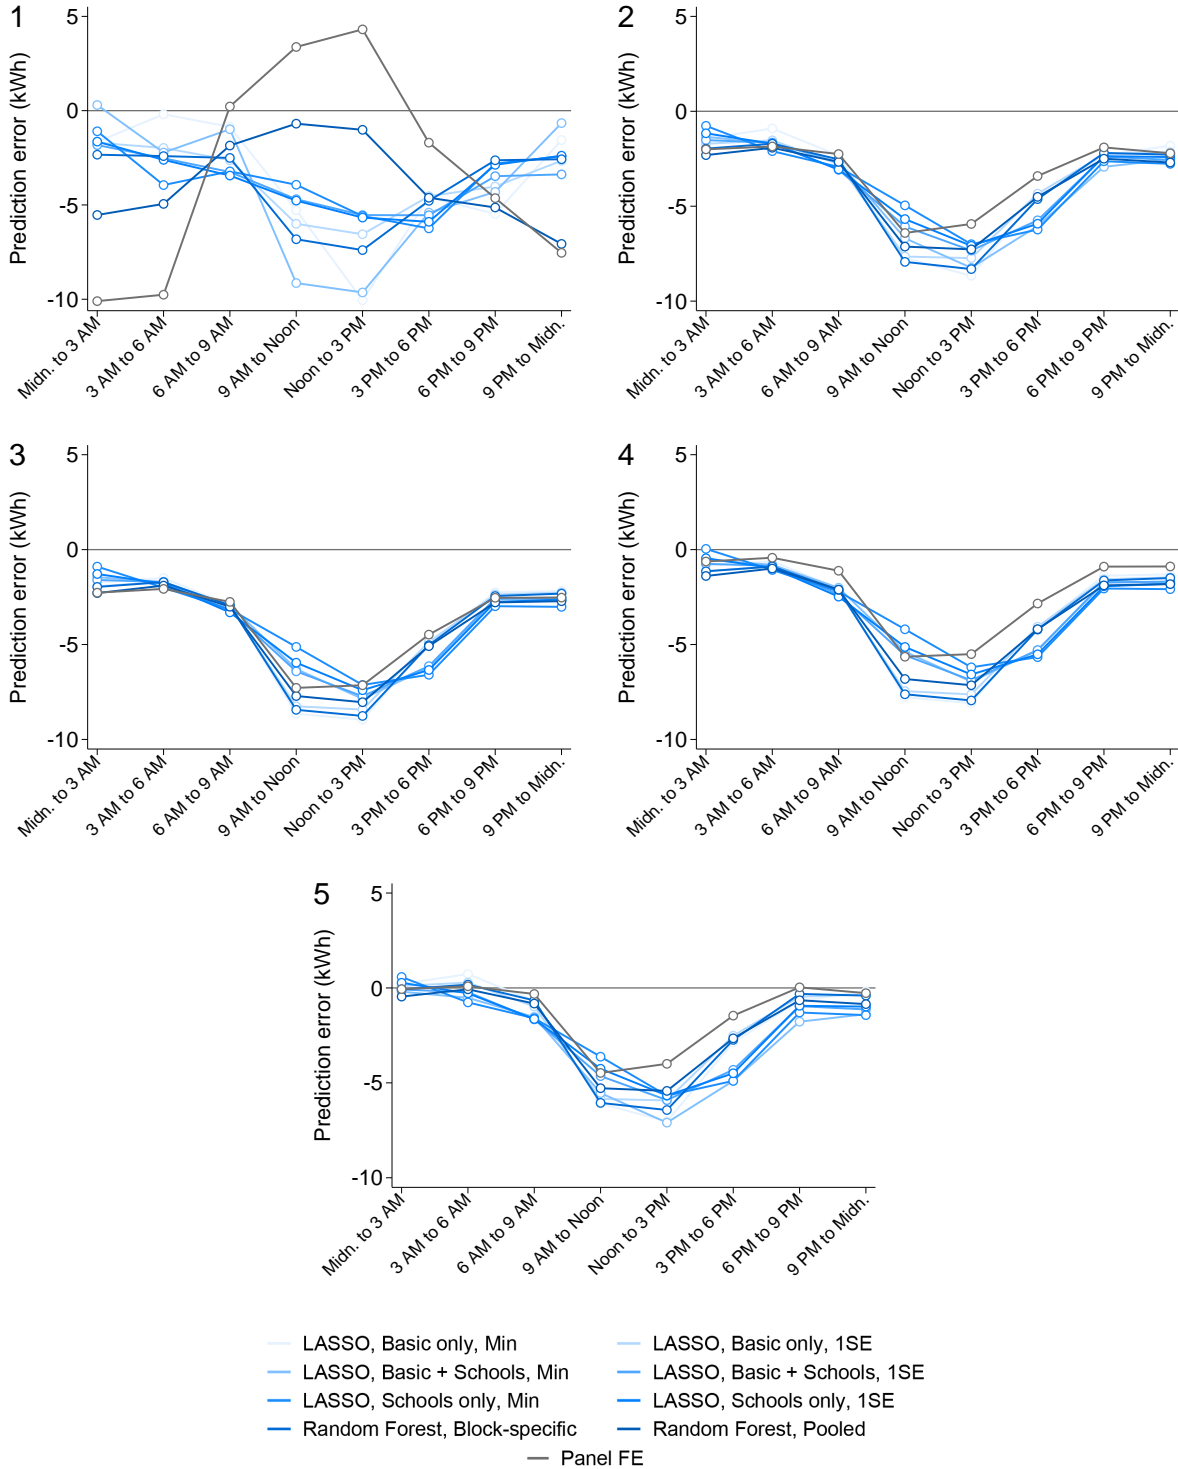 1
Prediction error (kWh)
5
0
-5
-10
Midn. to 3 AM
3 AM to 6 AM
6 AM to 9 AM
9 AM to Noon
Noon to 3 PM
3 PM to 6 PM
6 PM to 9 PM
9 PM to Midn.
2
Prediction error (kWh)
5
0
-5
-10
Midn. to 3 AM
3 AM to 6 AM
6 AM to 9 AM
9 AM to Noon
Noon to 3 PM
3 PM to 6 PM
6 PM to 9 PM
9 PM to Midn.
3
Prediction error (kWh)
5
0
-5
-10
Midn. to 3 AM
3 AM to 6 AM
6 AM to 9 AM
9 AM to Noon
Noon to 3 PM
3 PM to 6 PM
6 PM to 9 PM
9 PM to Midn.
4
Prediction error (kWh)
5
0
-5
-10
Midn. to 3 AM
3 AM to 6 AM
6 AM to 9 AM
9 AM to Noon
Noon to 3 PM
3 PM to 6 PM
6 PM to 9 PM
9 PM to Midn.
5
Prediction error (kWh)
5
0
-5
-10
Midn. to 3 AM
3 AM to 6 AM
6 AM to 9 AM
9 AM to Noon
Noon to 3 PM
3 PM to 6 PM
6 PM to 9 PM
9 PM to Midn.
LASSO, Basic only, Min
LASSO, Basic only, 1SE
LASSO, Basic + Schools, Min
LASSO, Basic + Schools, 1SE
LASSO, Schools only, Min
LASSO, Schools only, 1SE
Random Forest, Block-specific
Random Forest, Pooled
Panel FE